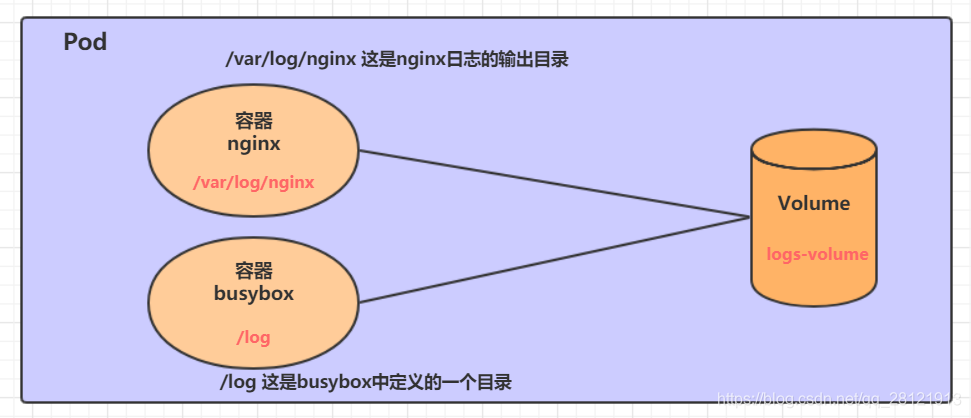 Pod
/var/log/nginx 这是nginx日志的输出目录
容器
nginx
/var/log/nginx
容器
busybox
/log
/log 这是busybox中定义的一个目录
Volume
logs-volume
https://blog.csdn.net/qq_28121913